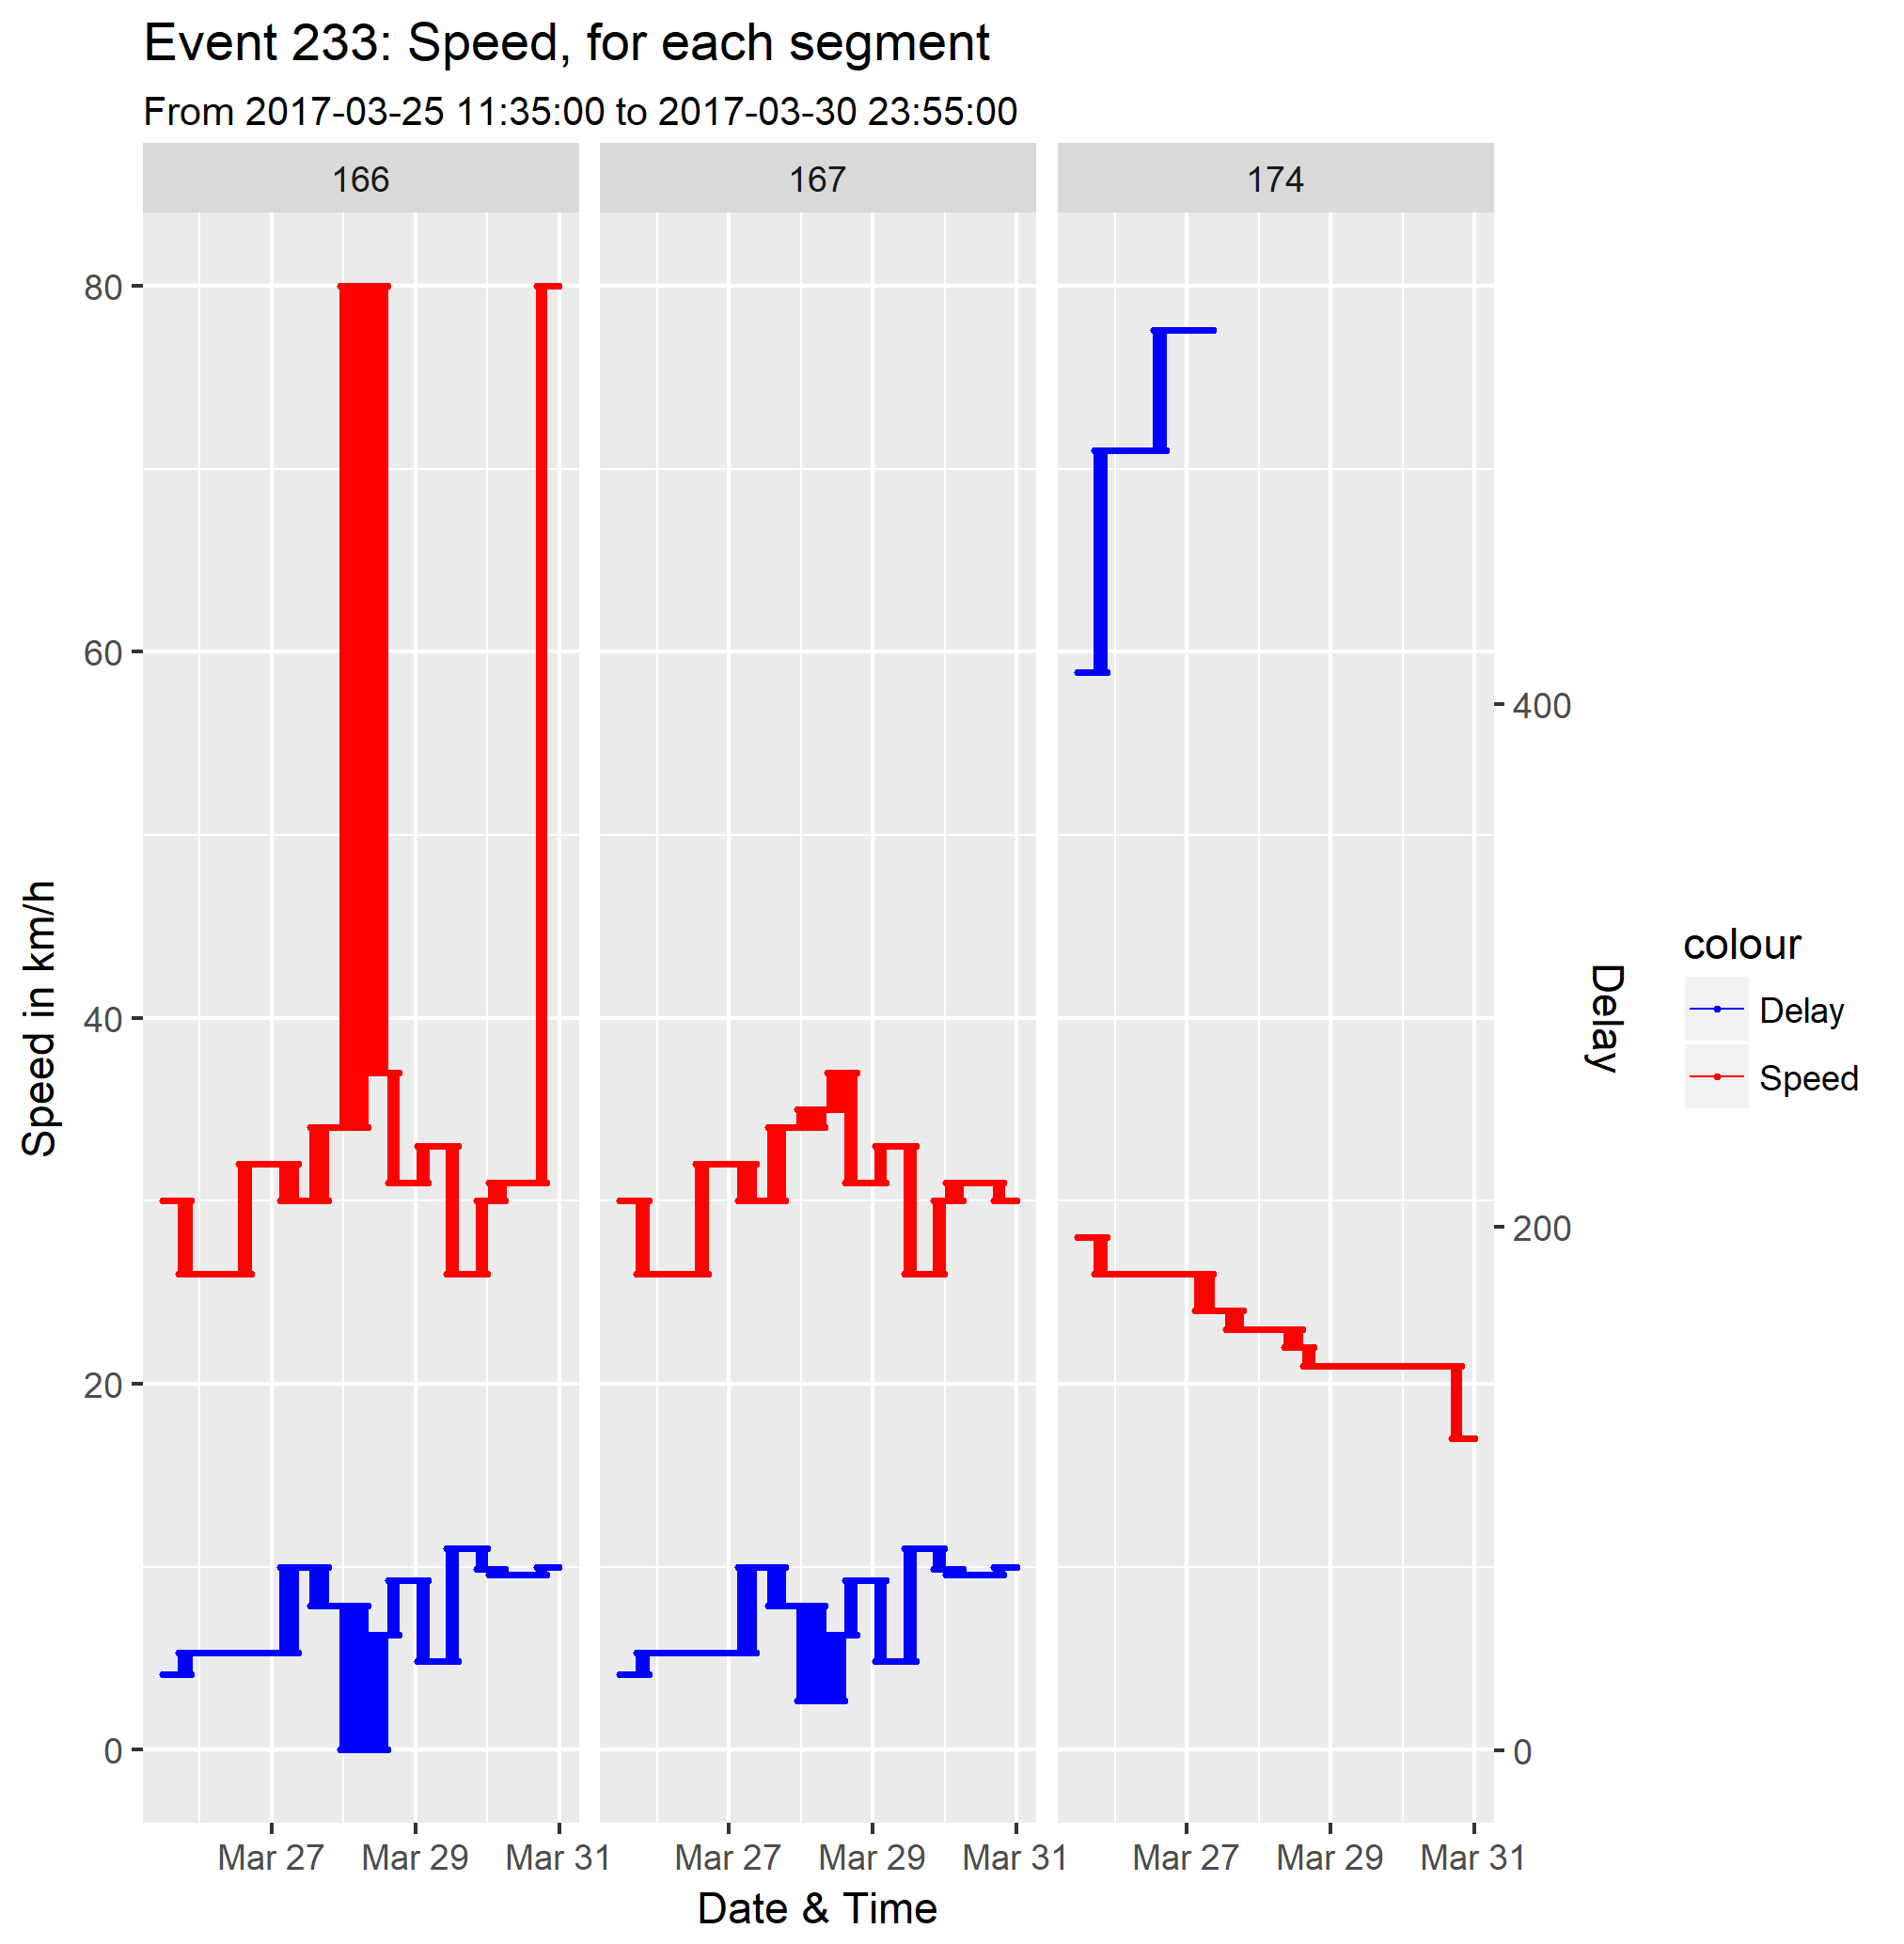 Event 233: Speed, for each segment
From 2017-03-25 11:35:00 to 2017-03-30 23:55:00
166 167 174
80
60
40
20
0
Speed in km/h
400
200
0
Delay
colour
Delay
Speed
Mar 27 Mar 29 Mar 31 Mar 27 Mar 29 Mar 31 Mar 27 Mar 29 Mar 31
Date & Time